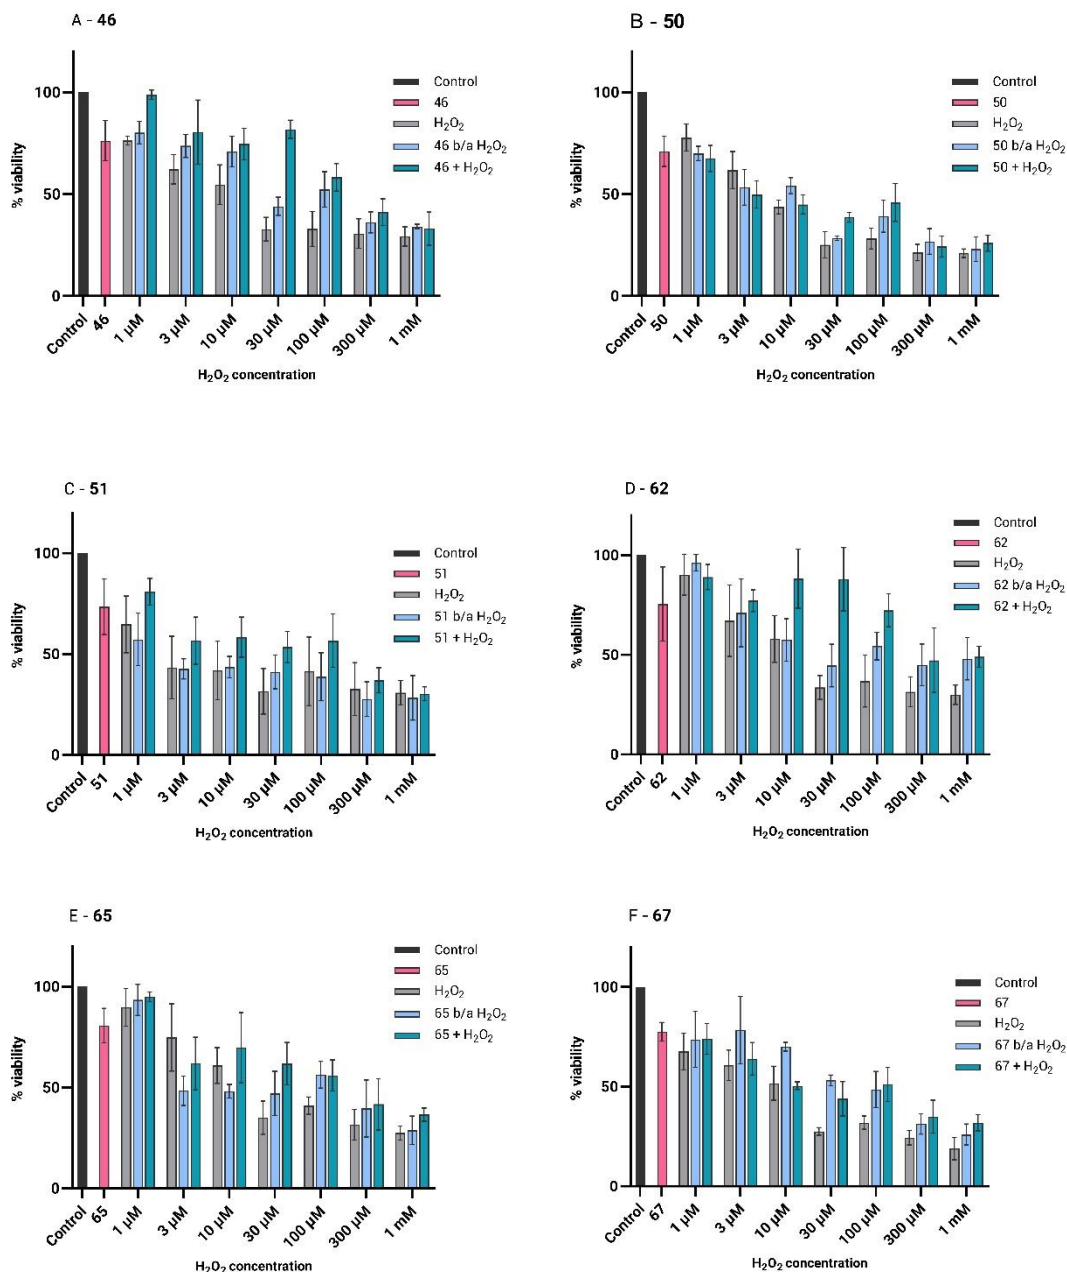 A - 46
% viability
100
50
0
Control
46
H₂O₂
46 b/a H₂O₂
46 + H₂O₂
Control
46
1 µM
3 µM
10 µM
30 µM
100 µM
300 µM
1 mM
H₂O₂ concentration
B - 50
% viability
100
50
0
Control
50
H₂O₂
50 b/a H₂O₂
50 + H₂O₂
Control
50
1 µM
3 µM
10 µM
30 µM
100 µM
300 µM
1 mM
H₂O₂ concentration
C - 51
% viability
100
50
0
Control
51
H₂O₂
51 b/a H₂O₂
51 + H₂O₂
Control
51
1 µM
3 µM
10 µM
30 µM
100 µM
300 µM
1 mM
H₂O₂ concentration
D - 62
% viability
100
50
0
Control
62
H₂O₂
62 b/a H₂O₂
62 + H₂O₂
Control
62
1 µM
3 µM
10 µM
30 µM
100 µM
300 µM
1 mM
H₂O₂ concentration
E - 65
% viability
100
50
0
Control
65
H₂O₂
65 b/a H₂O₂
65 + H₂O₂
Control
65
1 µM
3 µM
10 µM
30 µM
100 µM
300 µM
1 mM
H₂O₂ concentration
F - 67
% viability
100
50
0
Control
67
H₂O₂
67 b/a H₂O₂
67 + H₂O₂
Control
67
1 µM
3 µM
10 µM
30 µM
100 µM
300 µM
1 mM
H₂O₂ concentration